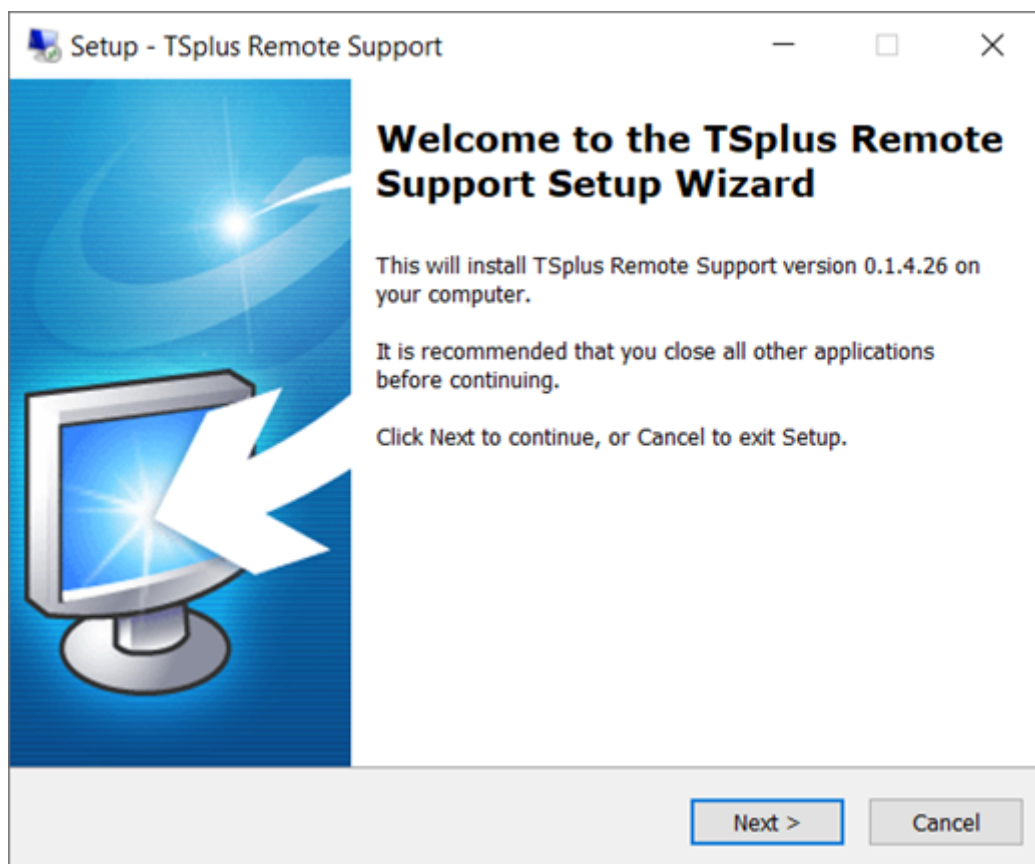 Setup - TSplus Remote Support
Welcome to the TSplus Remote
Support Setup Wizard
This will install TSplus Remote Support version 0.1.4.26 on
your computer.
It is recommended that you close all other applications
before continuing.
Click Next to continue, or Cancel to exit Setup.
Next >
Cancel